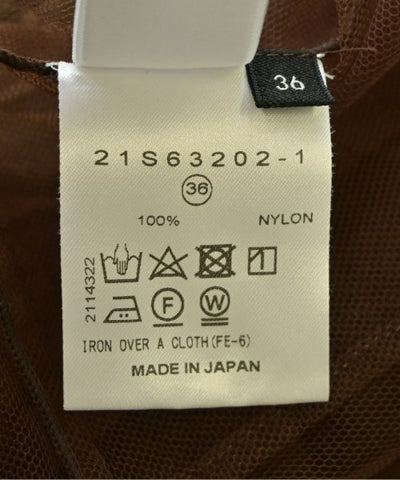 36
21S63202-1
36
100% NYLON
2114322
F W
IRON OVER A CLOTH(FE-6)
MADE IN JAPAN